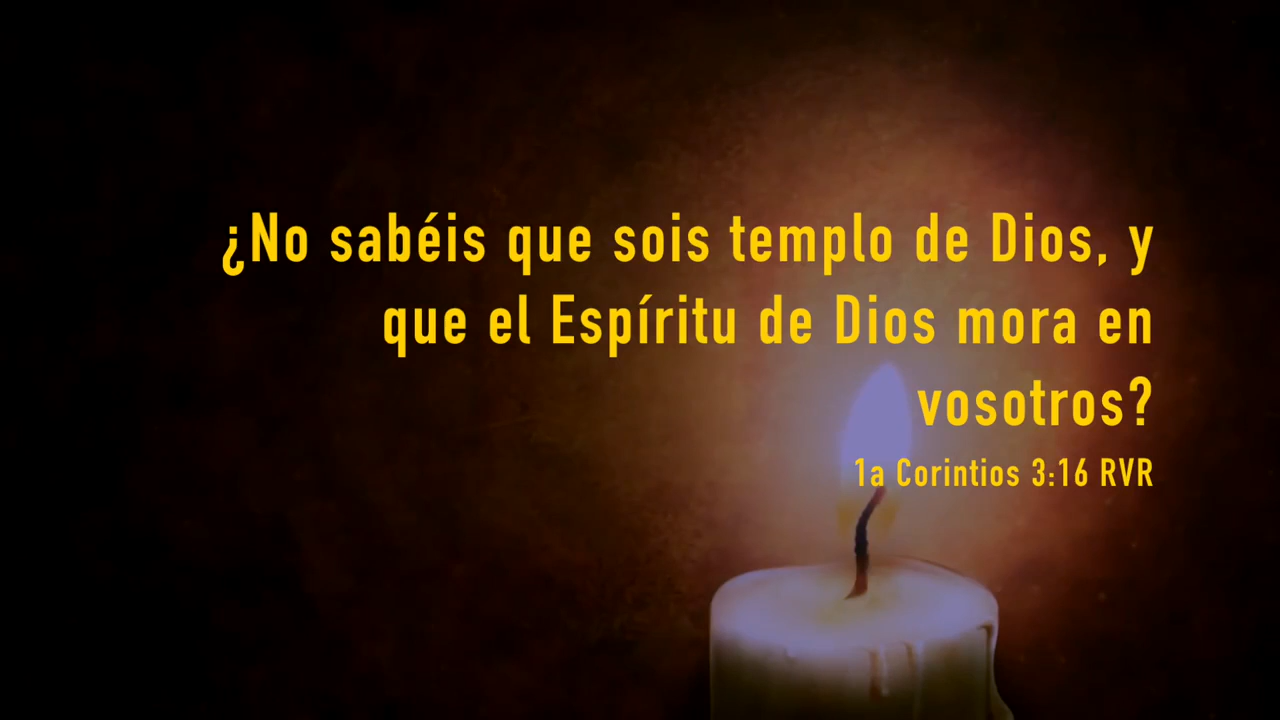 ¿No sabéis que sois templo de Dios, y
que el Espíritu de Dios mora en
vosotros?
1a Corintios 3:16 RVR